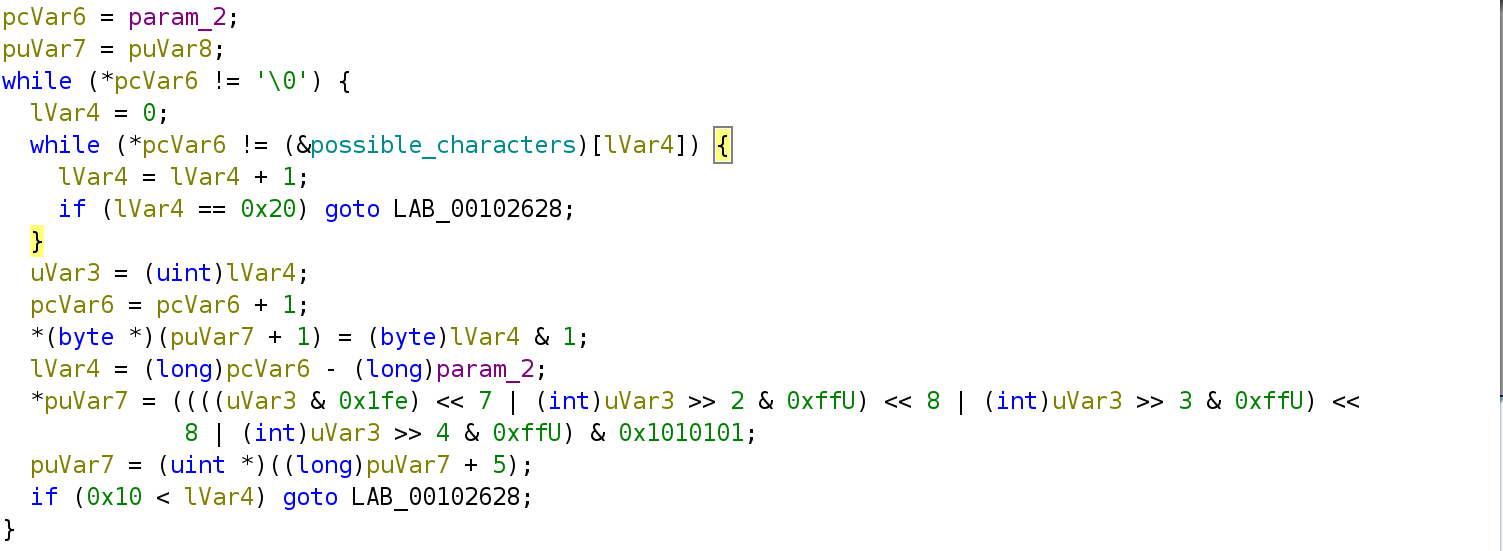 pcVar6 = param_2;
puVar7 = puVar8;
while (*pcVar6 != '\0') {
  lVar4 = 0;
  while (*pcVar6 != (&possible_characters)[lVar4]) {
    lVar4 = lVar4 + 1;
    if (lVar4 == 0x20) goto LAB_00102628;
  }
  uVar3 = (uint)lVar4;
  pcVar6 = pcVar6 + 1;
  *(byte *)(puVar7 + 1) = (byte)lVar4 & 1;
  lVar4 = (long)pcVar6 - (long)param_2;
  *puVar7 = ((((uVar3 & 0x1fe) << 7 | (int)uVar3 >> 2 & 0xffU) << 8 | (int)uVar3 >> 3 & 0xffU) <<
             8 | (int)uVar3 >> 4 & 0xffU) & 0x1010101;
  puVar7 = (uint *)((long)puVar7 + 5);
  if (0x10 < lVar4) goto LAB_00102628;
}